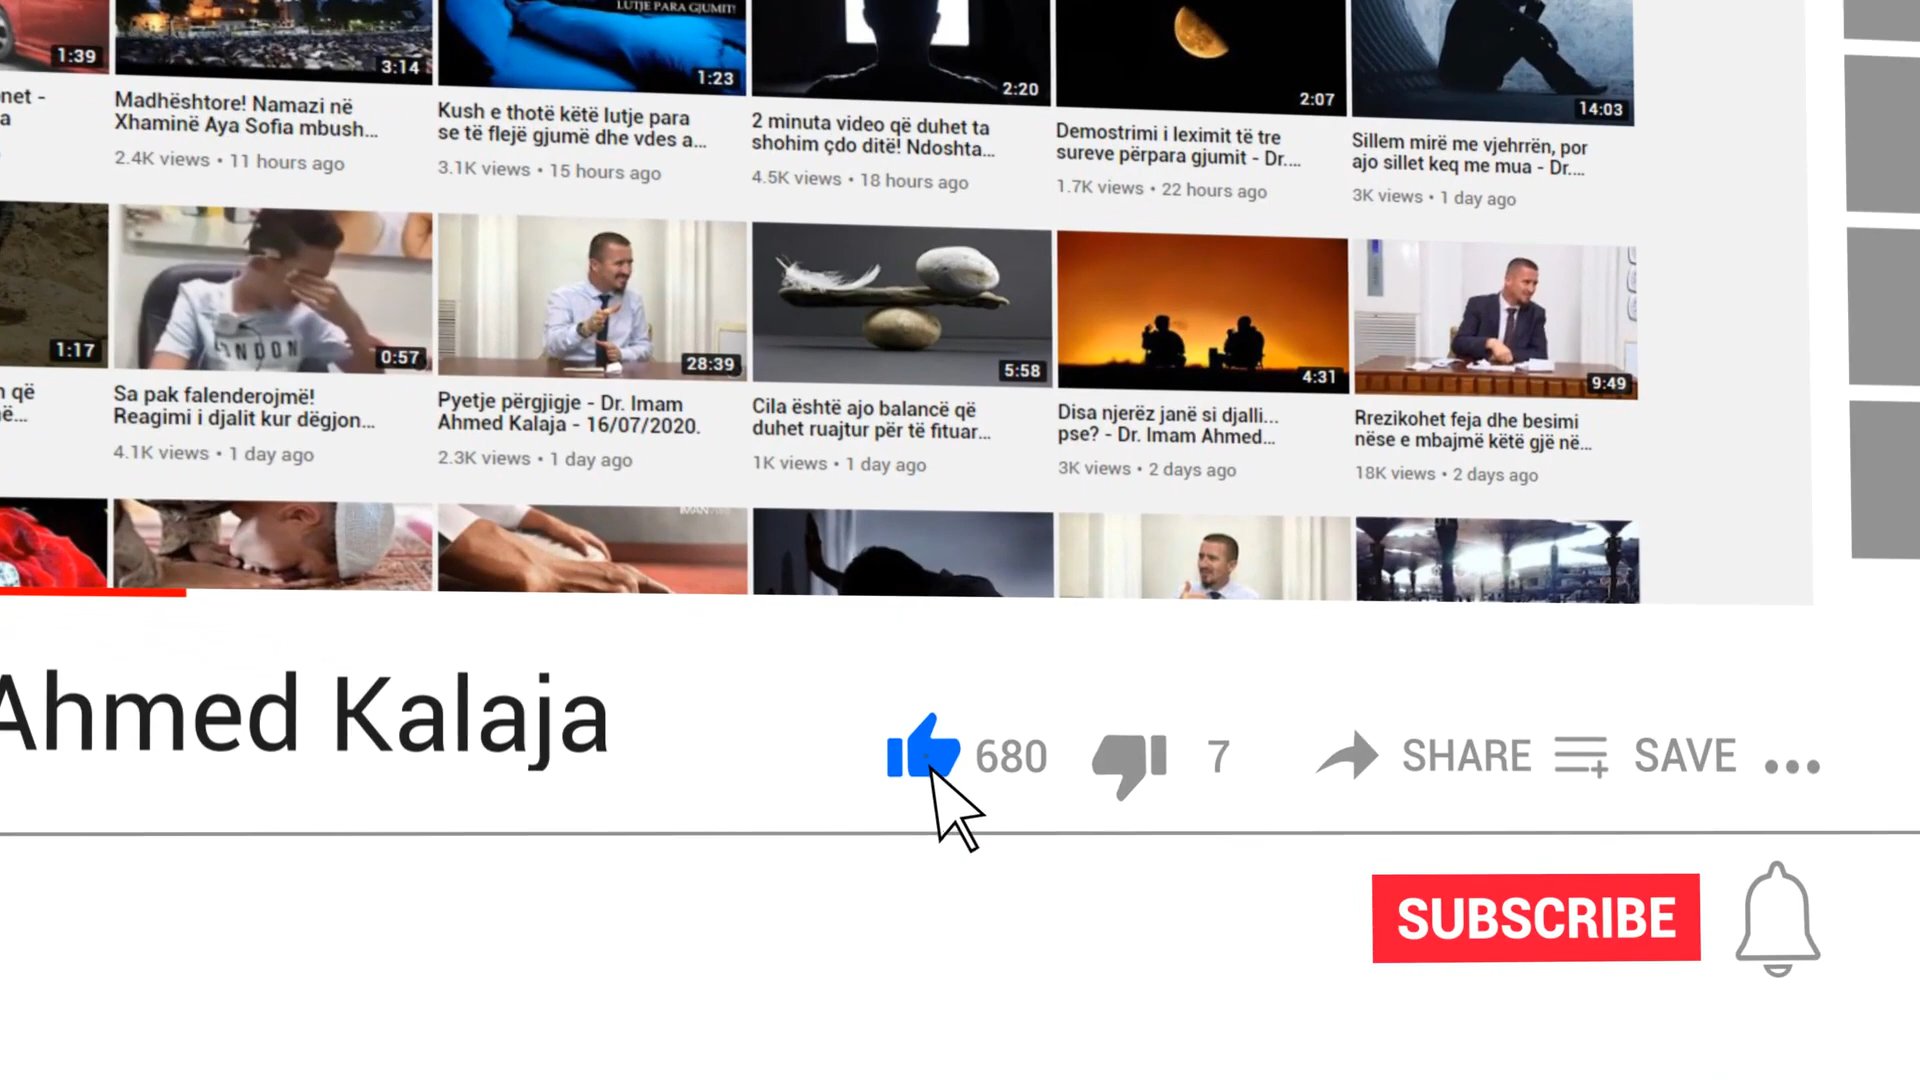 LUTJE PARA GJUMIT!
1:39
3:14
1:23
2:20
2:07
14:03
net -
a
Madhështore! Namazi në
Xhaminë Aya Sofia mbush...
2.4K views • 11 hours ago
Kush e thotë këtë lutje para
se të flejë gjumë dhe vdes a...
3.1K views • 15 hours ago
2 minuta video që duhet ta
shohim çdo ditë! Ndoshta...
4.5K views • 18 hours ago
Demostrimi i leximit të tre
sureve përpara gjumit - Dr....
1.7K views • 22 hours ago
Sillem mirë me vjehrrën, por
ajo sillet keq me mua - Dr....
3K views • 1 day ago
NDON
1:17
0:57
28:39
5:58
4:31
9:49
që
ë...
Sa pak falenderojmë!
Reagimi i djalit kur dëgjon...
4.1K views • 1 day ago
Pyetje përgjigje - Dr. Imam
Ahmed Kalaja - 16/07/2020.
2.3K views • 1 day ago
Cila është ajo balancë që
duhet ruajtur për të fituar...
1K views • 1 day ago
Disa njerëz janë si djalli...
pse? - Dr. Imam Ahmed...
3K views • 2 days ago
Rrezikohet feja dhe besimi
nëse e mbajmë këtë gjë në...
18K views • 2 days ago
Ahmed Kalaja
680
7
SHARE
SAVE
SUBSCRIBE